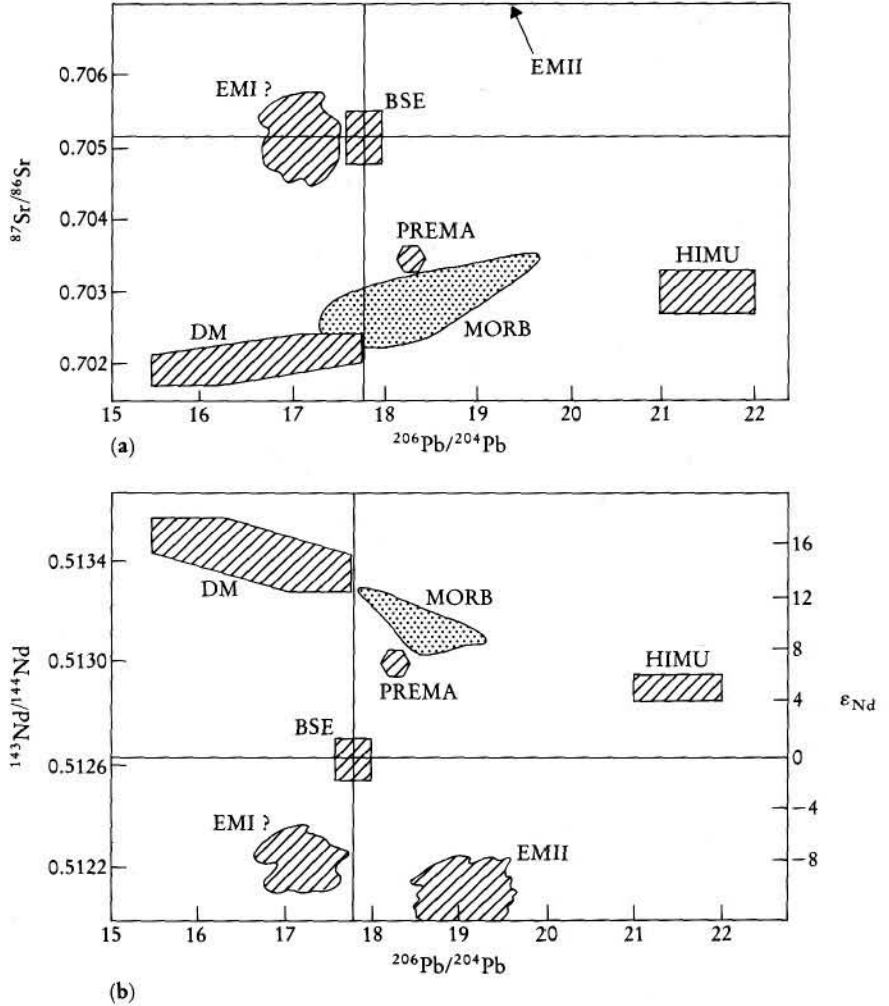 EMII
0.706
EMI ?
BSE
0.705
⁸⁷Sr/⁸⁶Sr
0.704
PREMA
HIMU
0.703
DM
MORB
0.702
15 16 17 18 19 20 21 22
(a)
²⁰⁶Pb/²⁰⁴Pb
0.5134
16
DM
MORB
12
0.5130
8
HIMU
PREMA
¹⁴³Nd/¹⁴⁴Nd
4
εNd
BSE
0.5126
0
EMI ?
−4
EMII
0.5122
−8
15 16 17 18 19 20 21 22
²⁰⁶Pb/²⁰⁴Pb
(b)